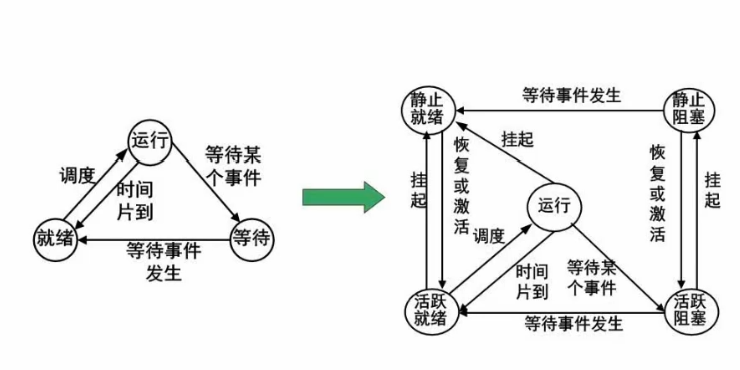 运行
调度
等待某
个事件
时间
片到
就绪
等待
等待事件
发生
静止
就绪
等待事件发生
静止
阻塞
挂起
恢复或激活
挂起
运行
恢复或激活
挂起
调度
时间
片到
等待某
个事件
活跃
就绪
等待事件发生
活跃
阻塞